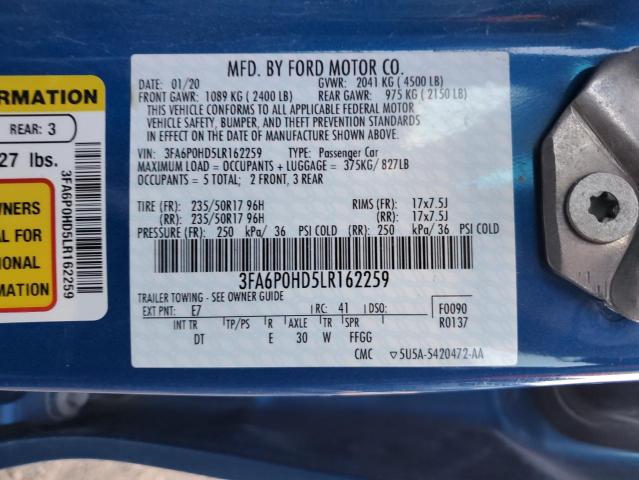 ORMATION
REAR: 3
27 lbs.
WNERS
AL FOR
IONAL
MATION
3FA6P0HD5LR162259
MFD. BY FORD MOTOR CO.
DATE: 01/20 GVWR: 2041 KG ( 4500 LB)
FRONT GAWR: 1089 KG ( 2400 LB) REAR GAWR: 975 KG ( 2150 LB)
THIS VEHICLE CONFORMS TO ALL APPLICABLE FEDERAL MOTOR
VEHICLE SAFETY, BUMPER, AND THEFT PREVENTION STANDARDS
IN EFFECT ON THE DATE OF MANUFACTURE SHOWN ABOVE.
VIN: 3FA6P0HD5LR162259 TYPE: Passenger Car
MAXIMUM LOAD = OCCUPANTS + LUGGAGE = 375KG/ 827LB
OCCUPANTS = 5 TOTAL; 2 FRONT, 3 REAR
TIRE (FR): 235/50R17 96H RIMS (FR): 17x7.5J
(RR): 235/50R17 96H (RR): 17x7.5J
PRESSURE (FR): 250 kPa/ 36 PSI COLD (RR): 250 kPa/ 36 PSI COLD
3FA6P0HD5LR162259
TRAILER TOWING - SEE OWNER GUIDE
EXT PNT: E7 RC: 41 DSO: F0090
INT TR TP/PS R AXLE TR SPR R0137
DT E 30 W FFGG
CMC ▽5U5A-5420472-AA